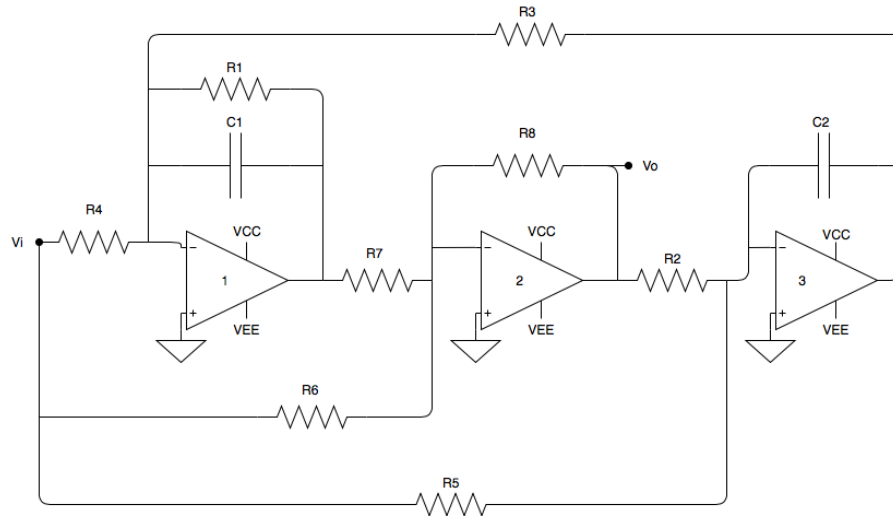 R3
R1
C1
R8
C2
Vo
R4
Vi
VCC
VCC
VCC
R7
R2
−
−
−
1
2
3
+
+
+
VEE
VEE
VEE
R6
R5